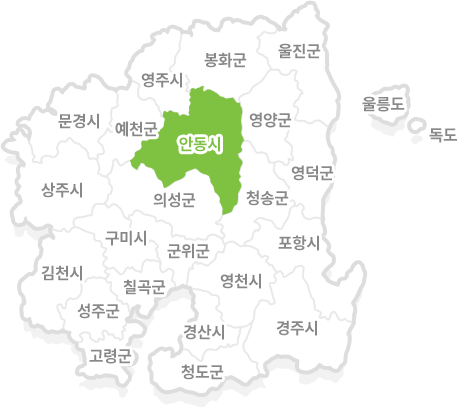 울진군
봉화군
영주시
울릉도
문경시
예천군
영양군
독도
안동시
영덕군
상주시
의성군
청송군
구미시
군위군
포항시
김천시
칠곡군
영천시
성주군
경산시
경주시
고령군
청도군